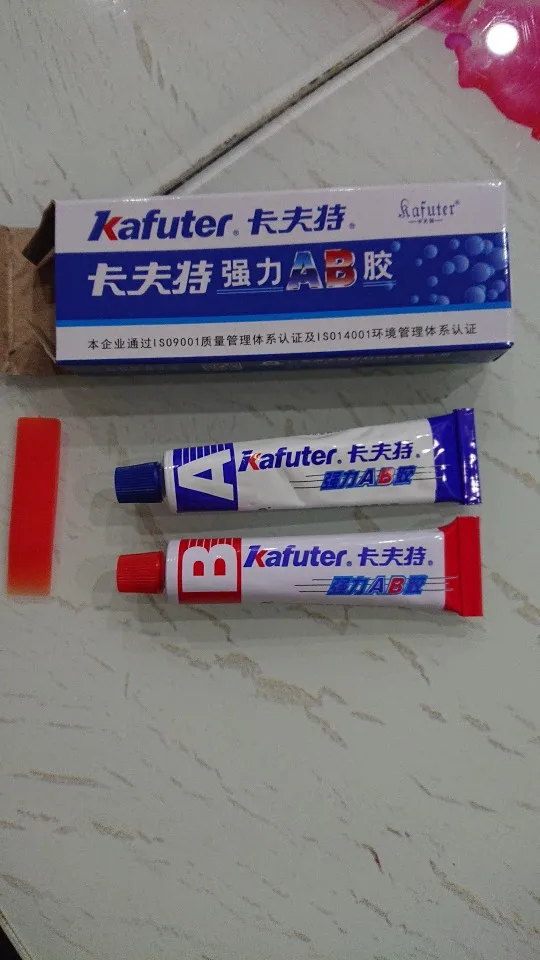 Kafuter® 卡夫特®
Kafuter®
卡夫特 强力AB胶
本企业通过ISO9001质量管理体系认证及ISO14001环境管理体系认证
A Kafuter® 卡夫特®
强力AB胶
B Kafuter® 卡夫特®
强力AB胶